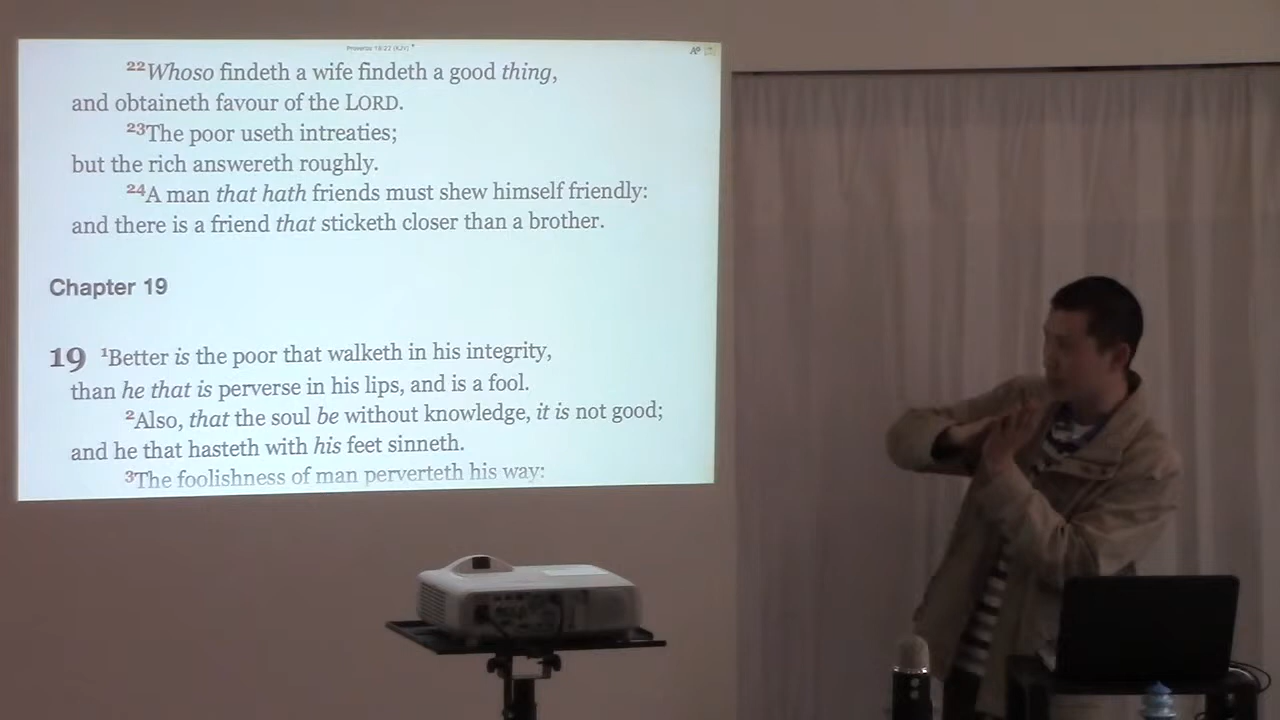 Proverbs 18:22 (KJV)
22Whoso findeth a wife findeth a good thing,
and obtaineth favour of the LORD.
23The poor useth intreaties;
but the rich answereth roughly.
24A man that hath friends must shew himself friendly:
and there is a friend that sticketh closer than a brother.
Chapter 19
19 1Better is the poor that walketh in his integrity,
than he that is perverse in his lips, and is a fool.
2Also, that the soul be without knowledge, it is not good;
and he that hasteth with his feet sinneth.
3The foolishness of man perverteth his way: